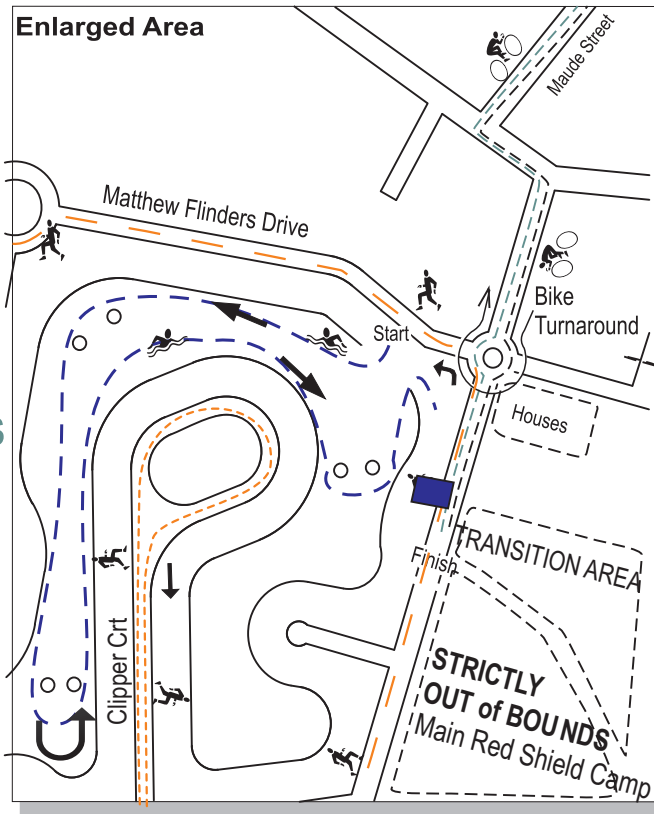 Enlarged Area
Maude Street
Matthew Flinders Drive
Start
Bike
Turnaround
Houses
S
TRANSITION AREA
Finish
Clipper Crt
STRICTLY
OUT of BOUNDS
Main Red Shield Camp